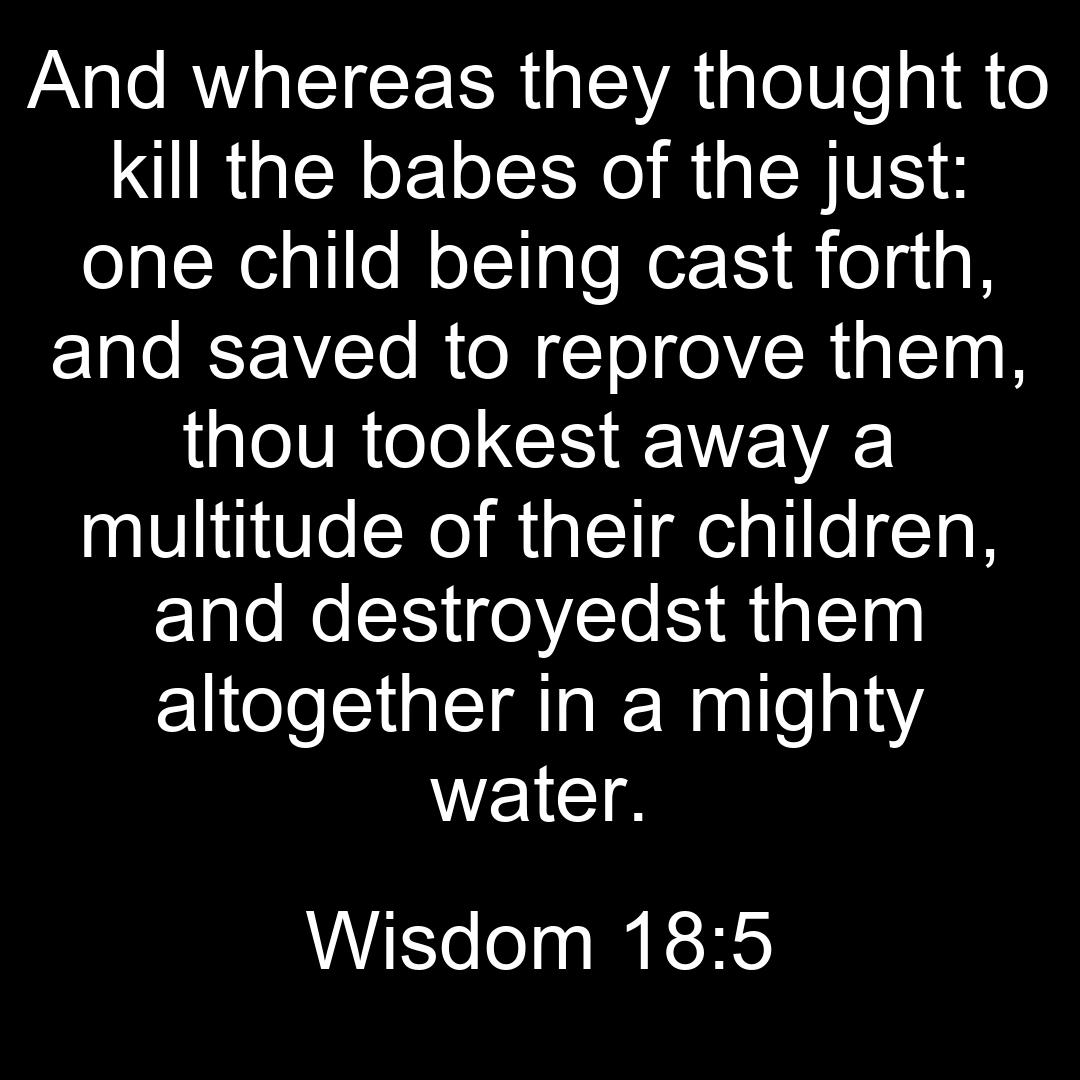 And whereas they thought to
kill the babes of the just:
one child being cast forth,
and saved to reprove them,
thou tookest away a
multitude of their children,
and destroyedst them
altogether in a mighty
water.
Wisdom 18:5